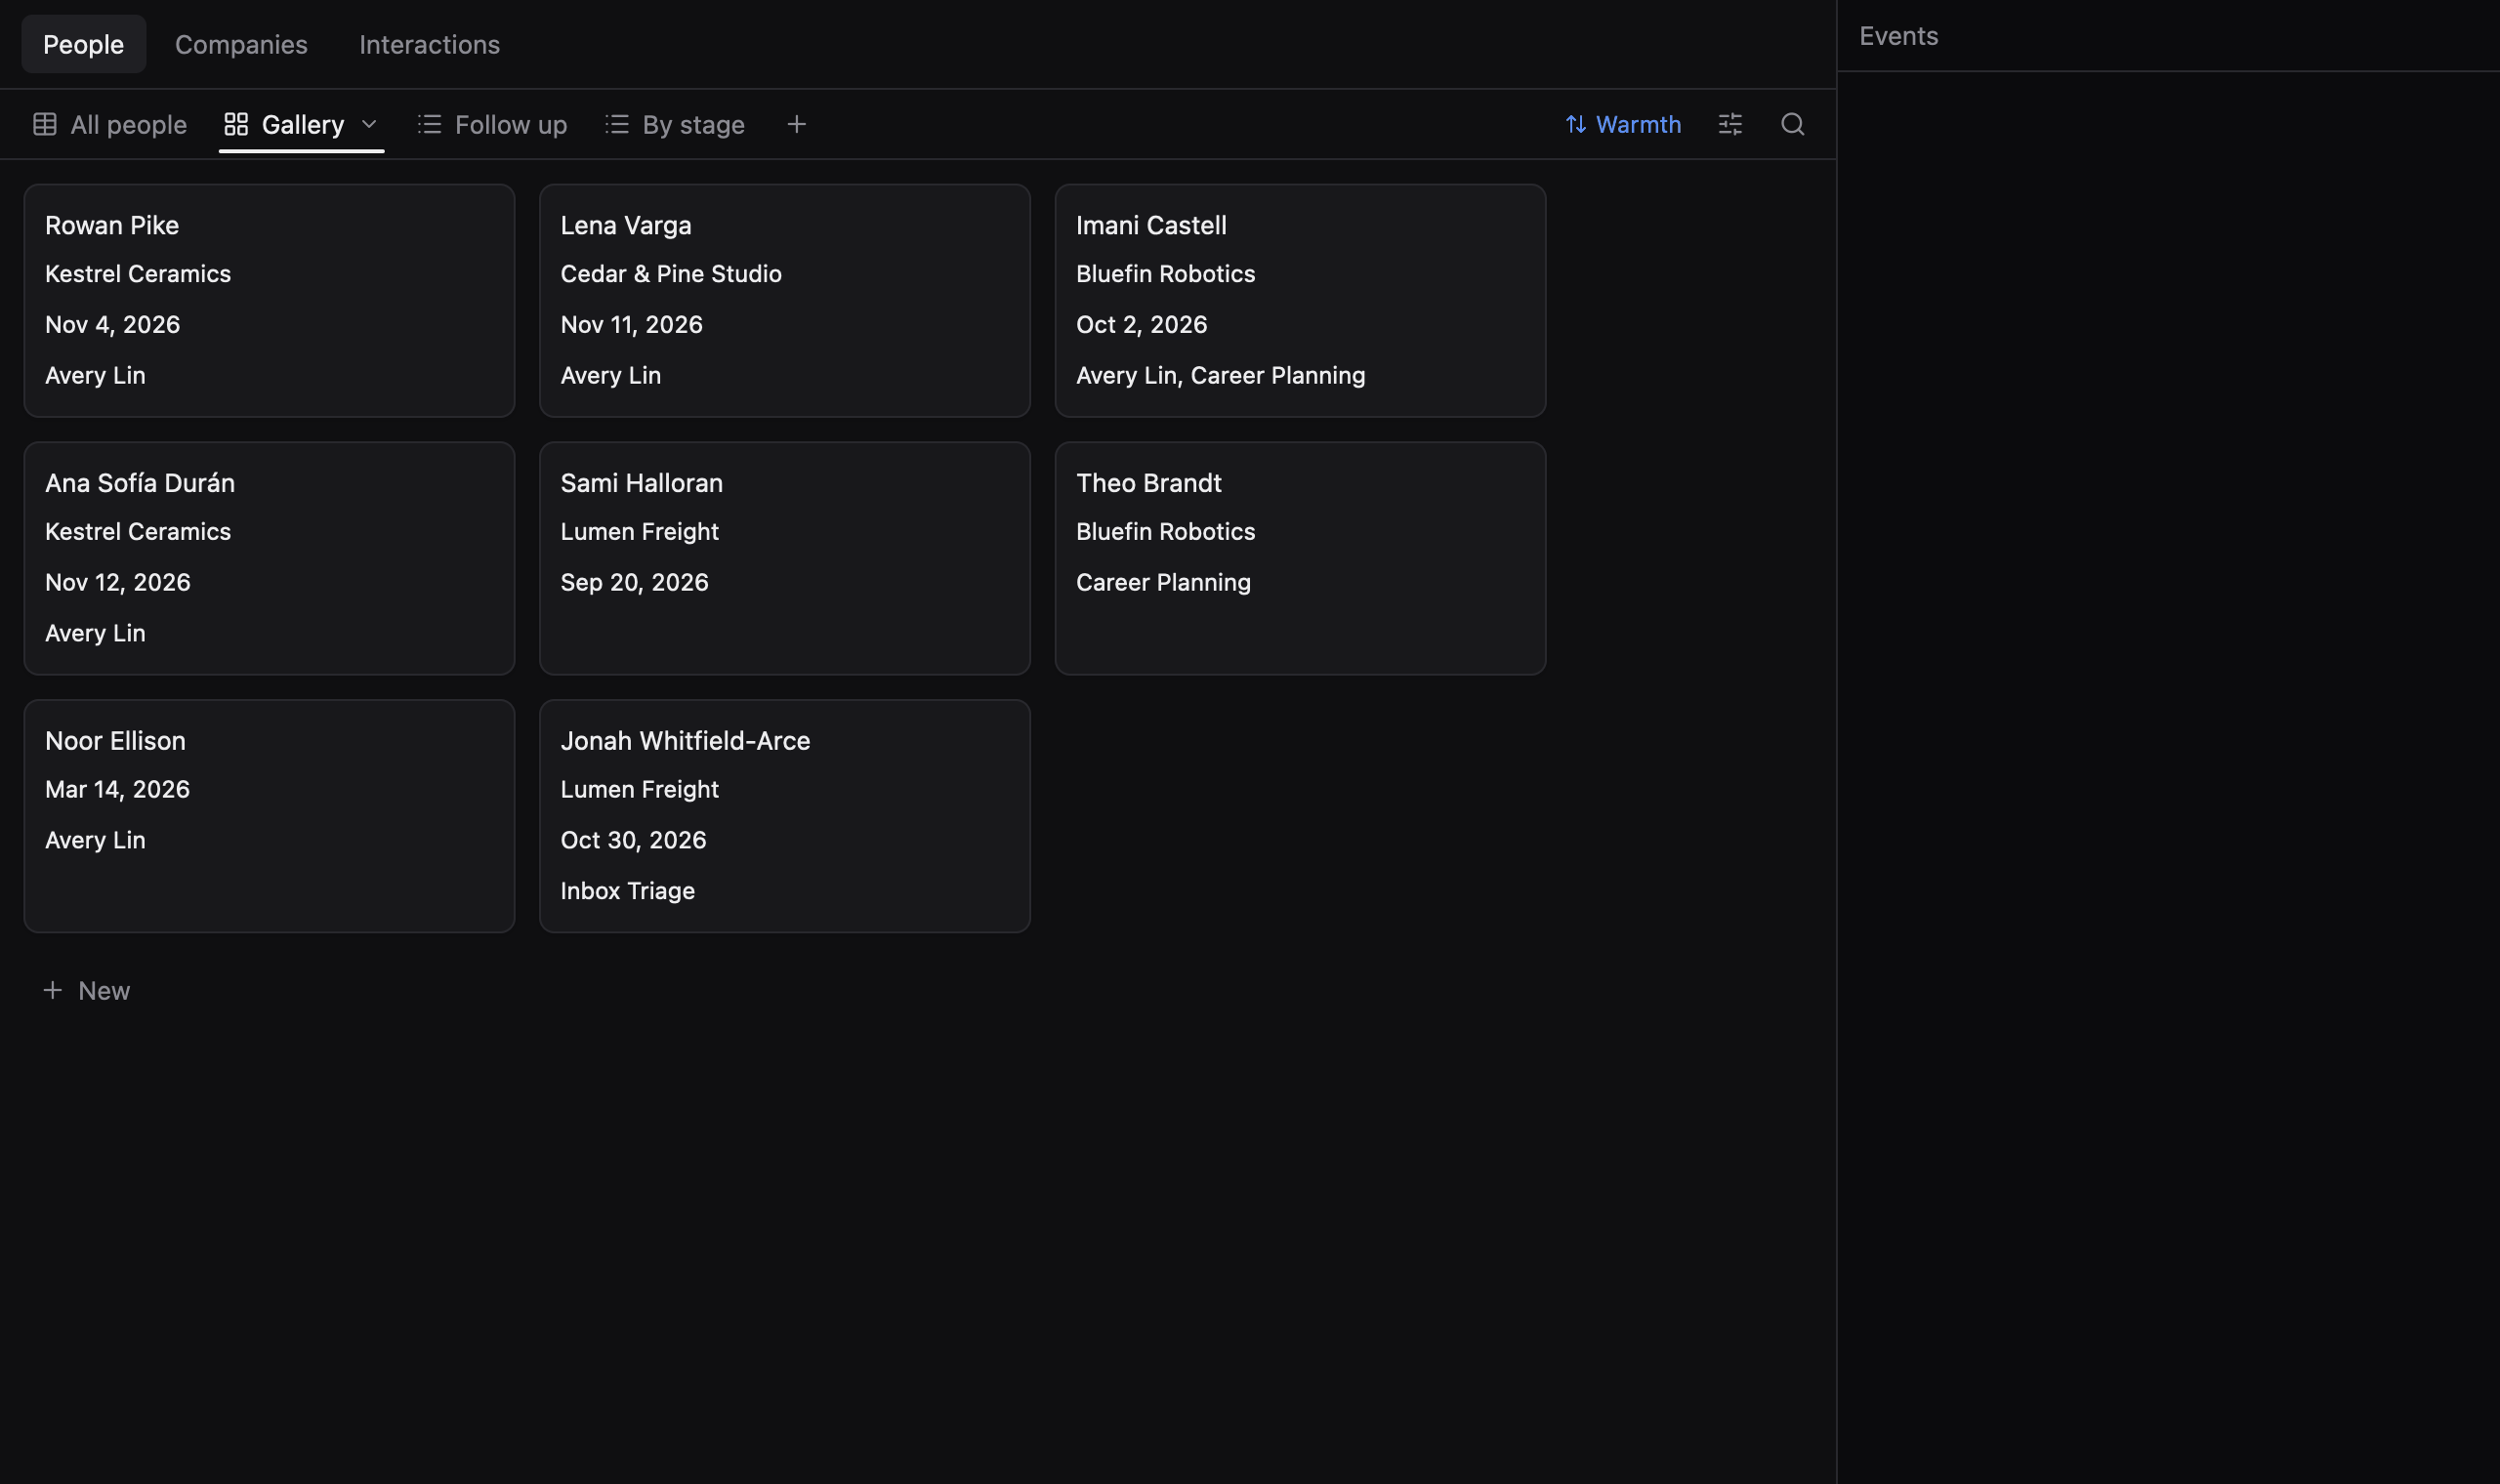 People
Companies
Interactions
Events
All people
Gallery
Follow up
By stage
Warmth
Rowan Pike
Kestrel Ceramics
Nov 4, 2026
Avery Lin
Lena Varga
Cedar & Pine Studio
Nov 11, 2026
Avery Lin
Imani Castell
Bluefin Robotics
Oct 2, 2026
Avery Lin, Career Planning
Ana Sofía Durán
Kestrel Ceramics
Nov 12, 2026
Avery Lin
Sami Halloran
Lumen Freight
Sep 20, 2026
Theo Brandt
Bluefin Robotics
Career Planning
Noor Ellison
Mar 14, 2026
Avery Lin
Jonah Whitfield-Arce
Lumen Freight
Oct 30, 2026
Inbox Triage
New